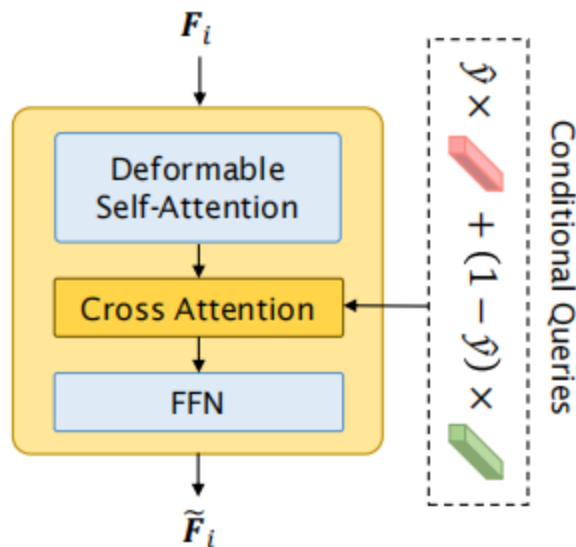 F_i
Deformable
Self-Attention
Cross Attention
FFN
F̃_i
ŷ × + (1 − ŷ) ×
Conditional Queries